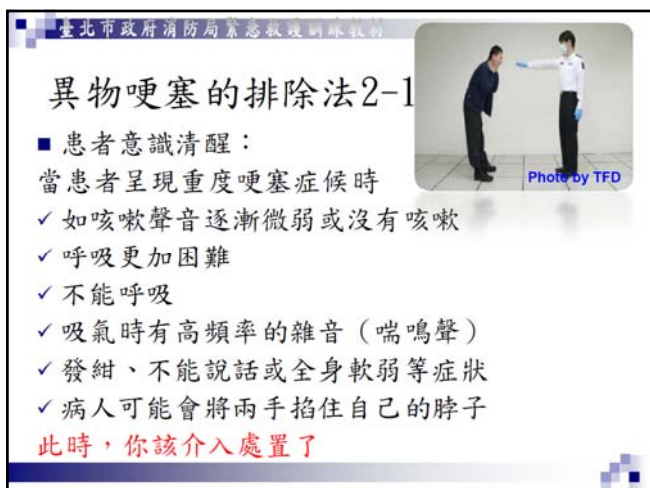 臺北市政府消防局緊急救護訓練教材
異物哽塞的排除法2-1
Photo by TFD
■ 患者意識清醒：
當患者呈現重度哽塞症候時
✓ 如咳嗽聲音逐漸微弱或沒有咳嗽
✓ 呼吸更加困難
✓ 不能呼吸
✓ 吸氣時有高頻率的雜音（喘鳴聲）
✓ 發紺、不能說話或全身軟弱等症狀
✓ 病人可能會將兩手掐住自己的脖子
此時，你該介入處置了